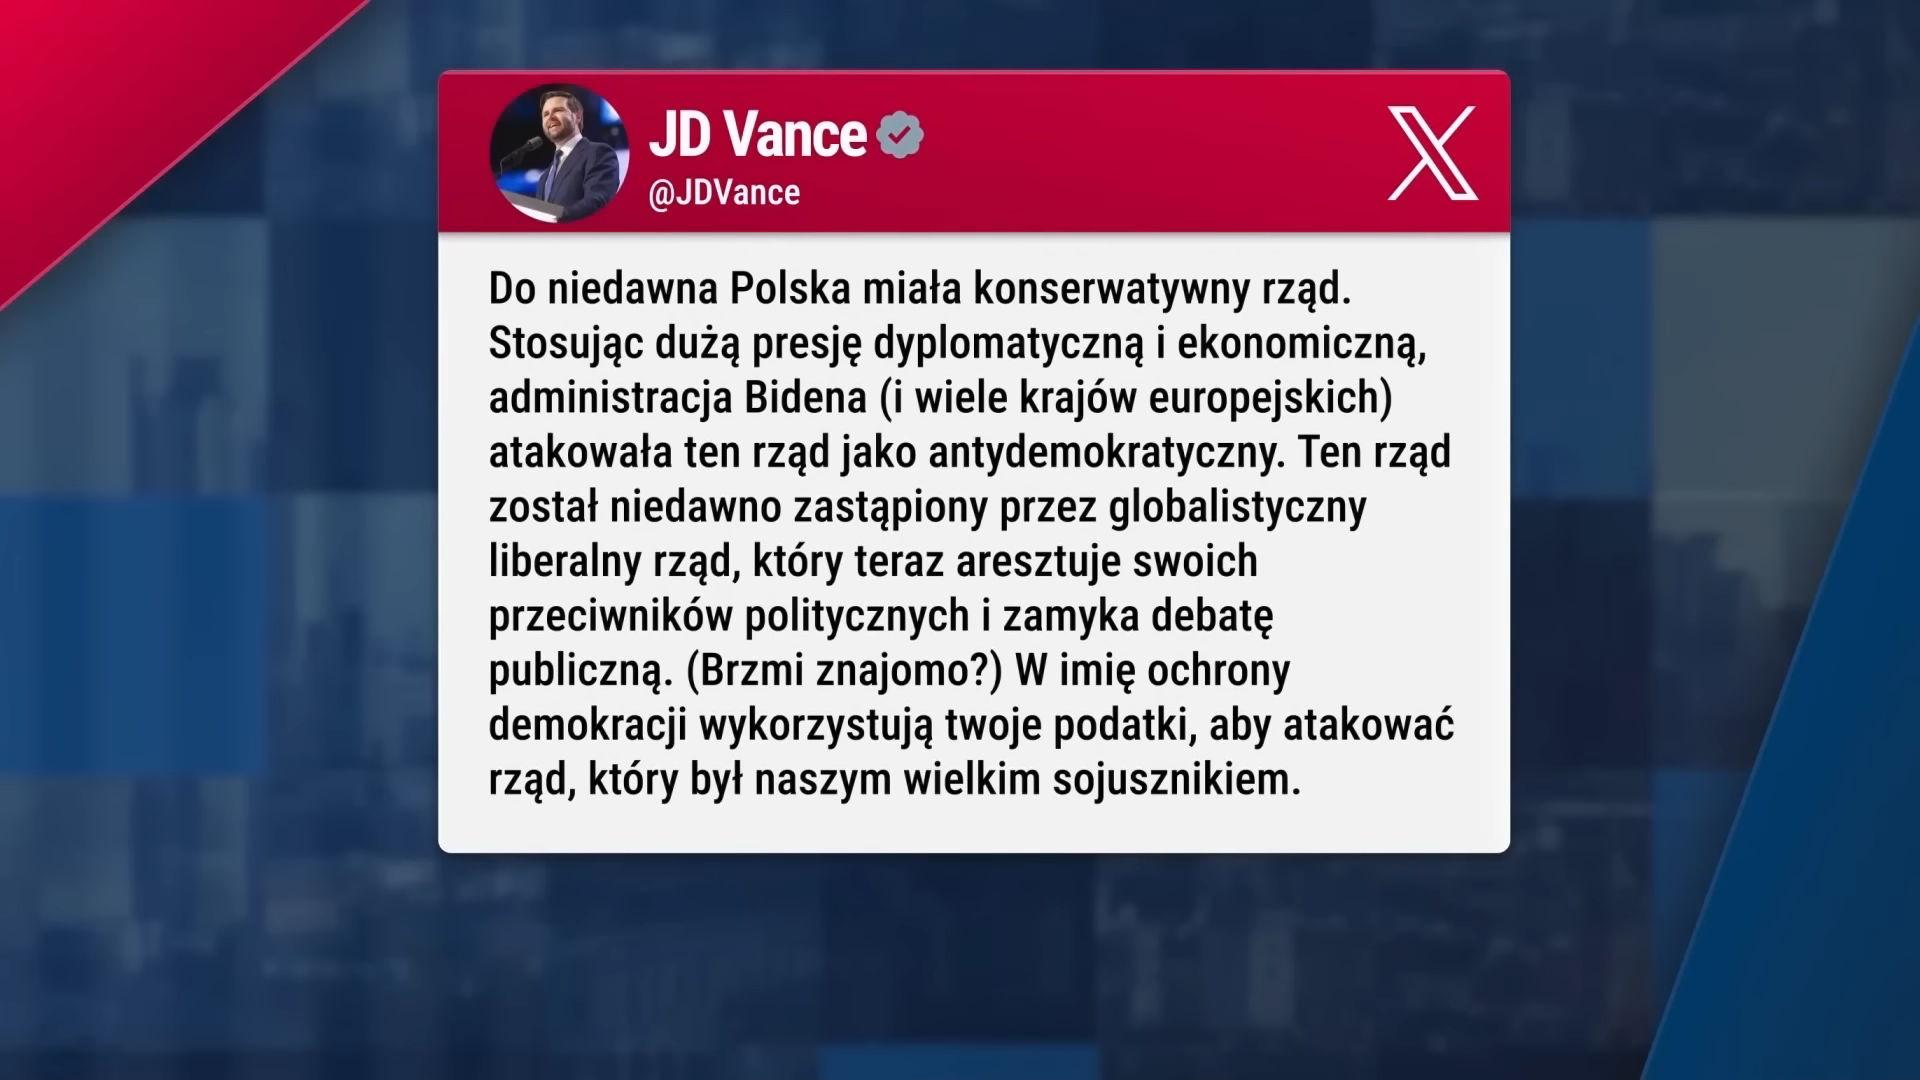 JD Vance
@JDVance
Do niedawna Polska miała konserwatywny rząd.
Stosując dużą presję dyplomatyczną i ekonomiczną,
administracja Bidena (i wiele krajów europejskich)
atakowała ten rząd jako antydemokratyczny. Ten rząd
został niedawno zastąpiony przez globalistyczny
liberalny rząd, który teraz aresztuje swoich
przeciwników politycznych i zamyka debatę
publiczną. (Brzmi znajomo?) W imię ochrony
demokracji wykorzystują twoje podatki, aby atakować
rząd, który był naszym wielkim sojusznikiem.